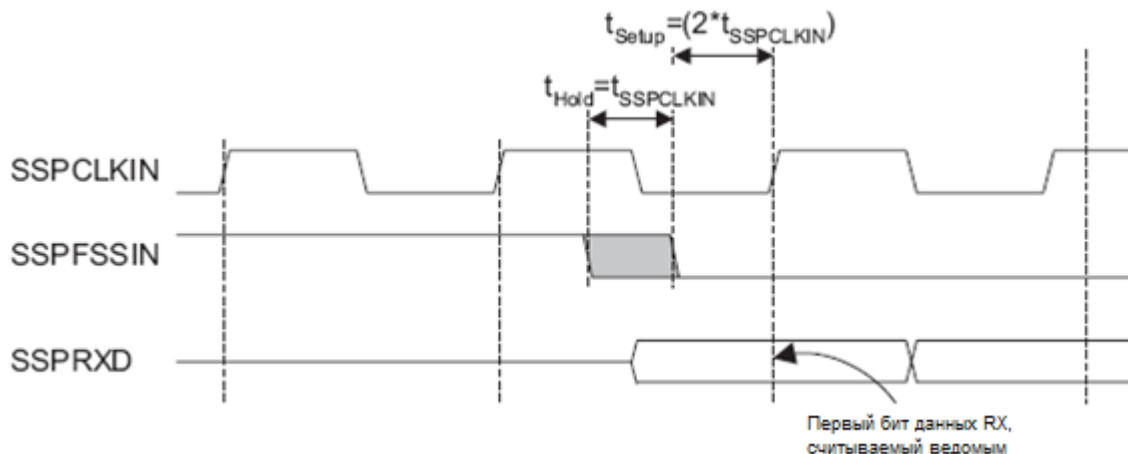 tSetup=(2*tSSPCLKIN)
tHold=tSSPCLKIN
SSPCLKIN
SSPFSSIN
SSPRXD
Первый бит данных RX,
считываемый ведомым